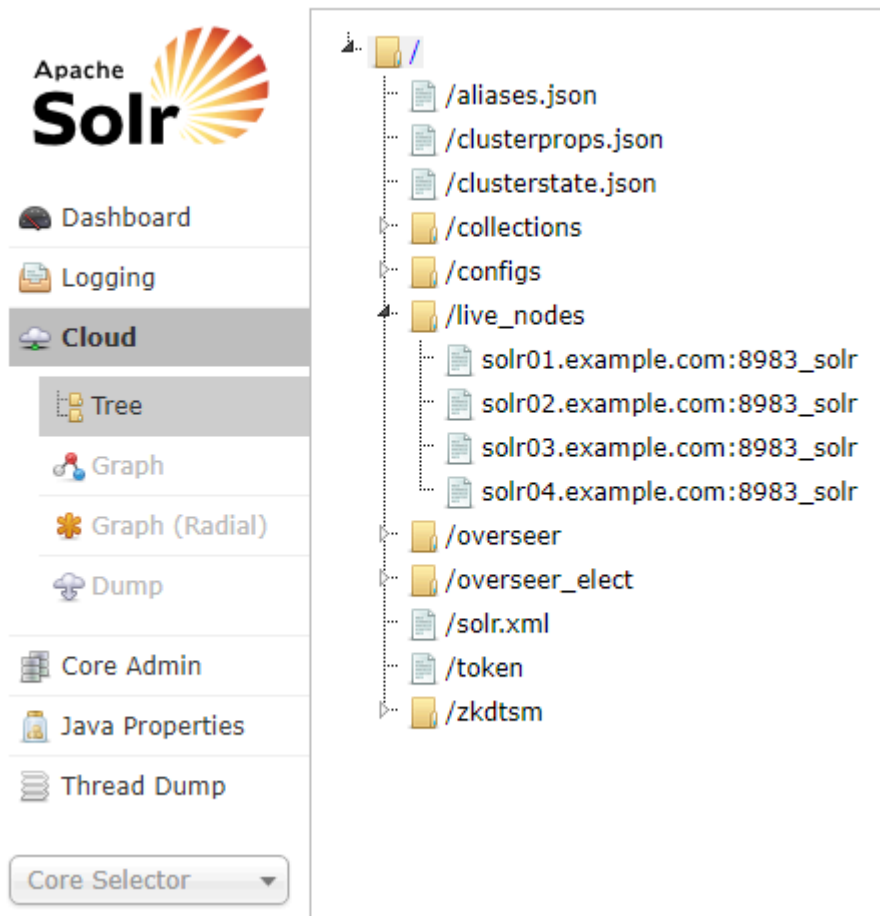 Apache
Solr
Dashboard
Logging
Cloud
Tree
Graph
Graph (Radial)
Dump
Core Admin
Java Properties
Thread Dump
Core Selector
/
/aliases.json
/clusterprops.json
/clusterstate.json
/collections
/configs
/live_nodes
solr01.example.com:8983_solr
solr02.example.com:8983_solr
solr03.example.com:8983_solr
solr04.example.com:8983_solr
/overseer
/overseer_elect
/solr.xml
/token
/zkdtsm